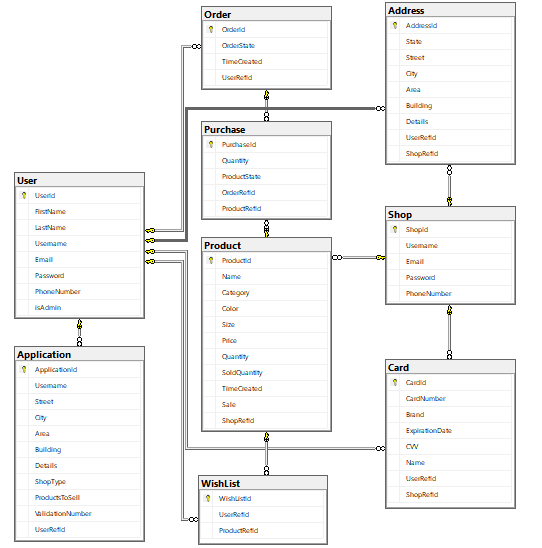 Order
OrderId
OrderState
TimeCreated
UserRefId
Address
AddressId
State
Street
City
Area
Building
Details
UserRefId
ShopRefId
Purchase
PurchaseId
Quantity
ProductState
OrderRefId
ProductRefId
User
UserId
FirstName
LastName
Username
Email
Password
PhoneNumber
isAdmin
Shop
ShopId
Username
Email
Password
PhoneNumber
Product
ProductId
Name
Category
Color
Size
Price
Quantity
SoldQuantity
TimeCreated
Sale
ShopRefId
Application
ApplicationId
Username
Street
City
Area
Building
Details
ShopType
ProductsToSell
ValidationNumber
UserRefId
Card
CardId
CardNumber
Brand
ExpirationDate
CVV
Name
UserRefId
ShopRefId
WishList
WishListId
UserRefId
ProductRefId